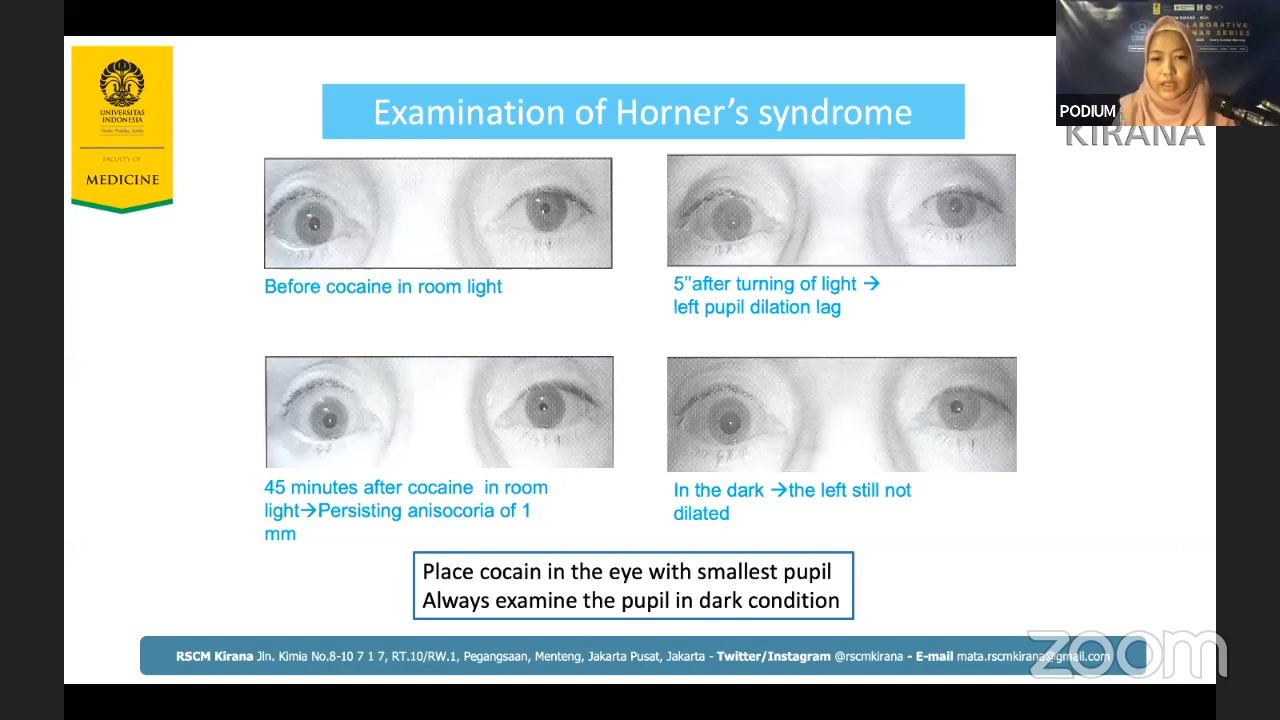 UNIVERSITAS
INDONESIA
FACULTY OF
MEDICINE
Examination of Horner's syndrome
PODIUM
KIRANA
Before cocaine in room light
5''after turning of light →
left pupil dilation lag
45 minutes after cocaine in room
light→Persisting anisocoria of 1
mm
In the dark →the left still not
dilated
Place cocain in the eye with smallest pupil
Always examine the pupil in dark condition
RSCM Kirana Jln. Kimia No.8-10 7 1 7, RT.10/RW.1, Pegangsaan, Menteng, Jakarta Pusat, Jakarta - Twitter/Instagram @rscmkirana - E-mail mata.rscmkirana@gmail.com
zoom